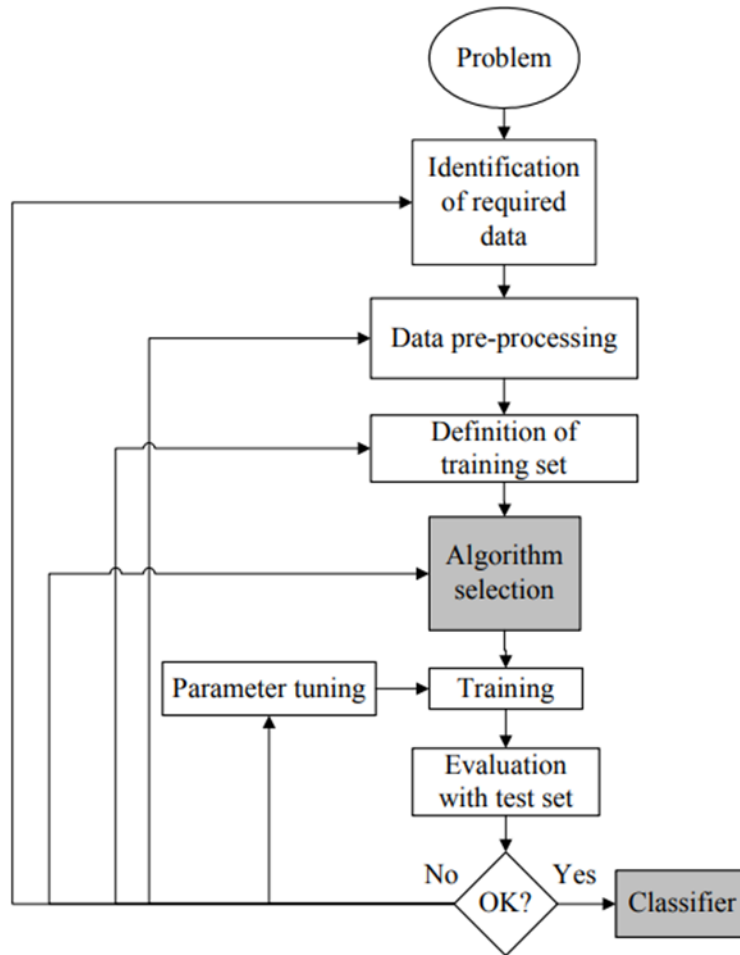 Problem
Identification
of required
data
Data pre-processing
Definition of
training set
Algorithm
selection
Parameter tuning
Training
Evaluation
with test set
No
OK?
Yes
Classifier